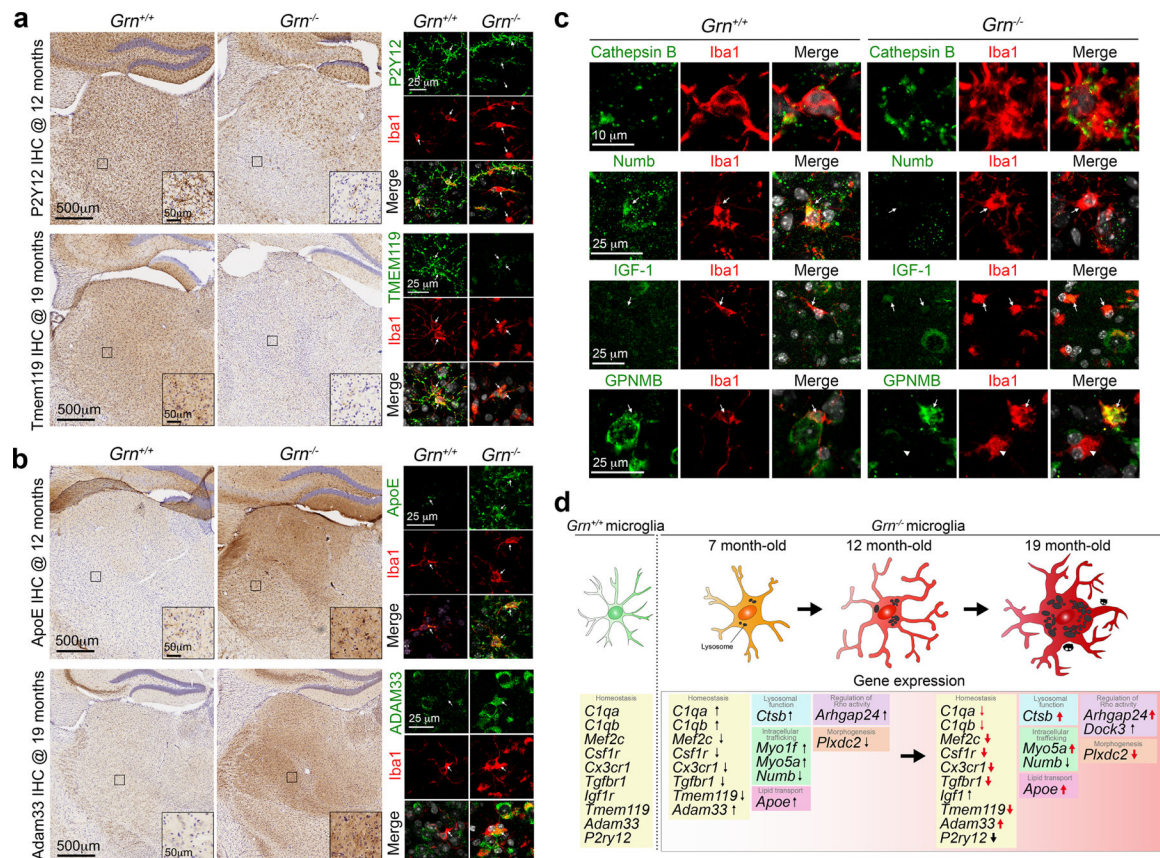 a
Grn+/+
Grn-/-
Grn+/+
Grn-/-
P2Y12 IHC @ 12 months
500μm
50μm
P2Y12
25 μm
Iba1
Merge
Tmem119 IHC @ 19 months
500μm
50μm
TMEM119
25 μm
Iba1
Merge
b
Grn+/+
Grn-/-
Grn+/+
Grn-/-
ApoE IHC @ 12 months
500μm
50μm
ApoE
25 μm
Iba1
Merge
Adam33 IHC @ 19 months
500μm
50μm
ADAM33
25 μm
Iba1
Merge
c
Grn+/+
Grn-/-
Cathepsin B Iba1 Merge Cathepsin B Iba1 Merge
10 μm
Numb Iba1 Merge Numb Iba1 Merge
25 μm
IGF-1 Iba1 Merge IGF-1 Iba1 Merge
25 μm
GPNMB Iba1 Merge GPNMB Iba1 Merge
25 μm
d
Grn+/+ microglia
Grn-/- microglia
7 month-old
12 month-old
19 month-old
Lysosome
Gene expression
Homeostasis
C1qa
C1qb
Mef2c
Csf1r
Cx3cr1
Tgfbr1
Igf1r
Tmem119
Adam33
P2ry12
Homeostasis
C1qa ↑
C1qb ↑
Mef2c ↓
Csf1r ↓
Cx3cr1 ↓
Tgfbr1 ↓
Tmem119 ↓
Adam33 ↑
Lysosomal
function
Ctsb ↑
Intracellular
trafficking
Myo1f ↑
Myo5a ↑
Numb ↓
Lipid transport
Apoe ↑
Regulation of
Rho activity
Arhgap24 ↑
Morphogenesis
Plxdc2 ↓
Homeostasis
C1qa ↓
C1qb ↓
Mef2c ↓
Csf1r ↓
Cx3cr1 ↓
Tgfbr1 ↓
Igf1 ↑
Tmem119 ↓
Adam33 ↑
P2ry12 ↓
Lysosomal
function
Ctsb ↑
Intracellular
trafficking
Myo5a ↑
Numb ↓
Lipid transport
Apoe ↑
Regulation of
Rho activity
Arhgap24 ↑
Dock3 ↑
Morphogenesis
Plxdc2 ↓